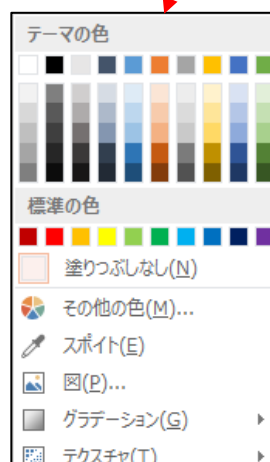 テーマの色
標準の色
塗りつぶしなし(N)
その他の色(M)...
スポイト(E)
図(P)...
グラデーション(G)
テクスチャ(T)